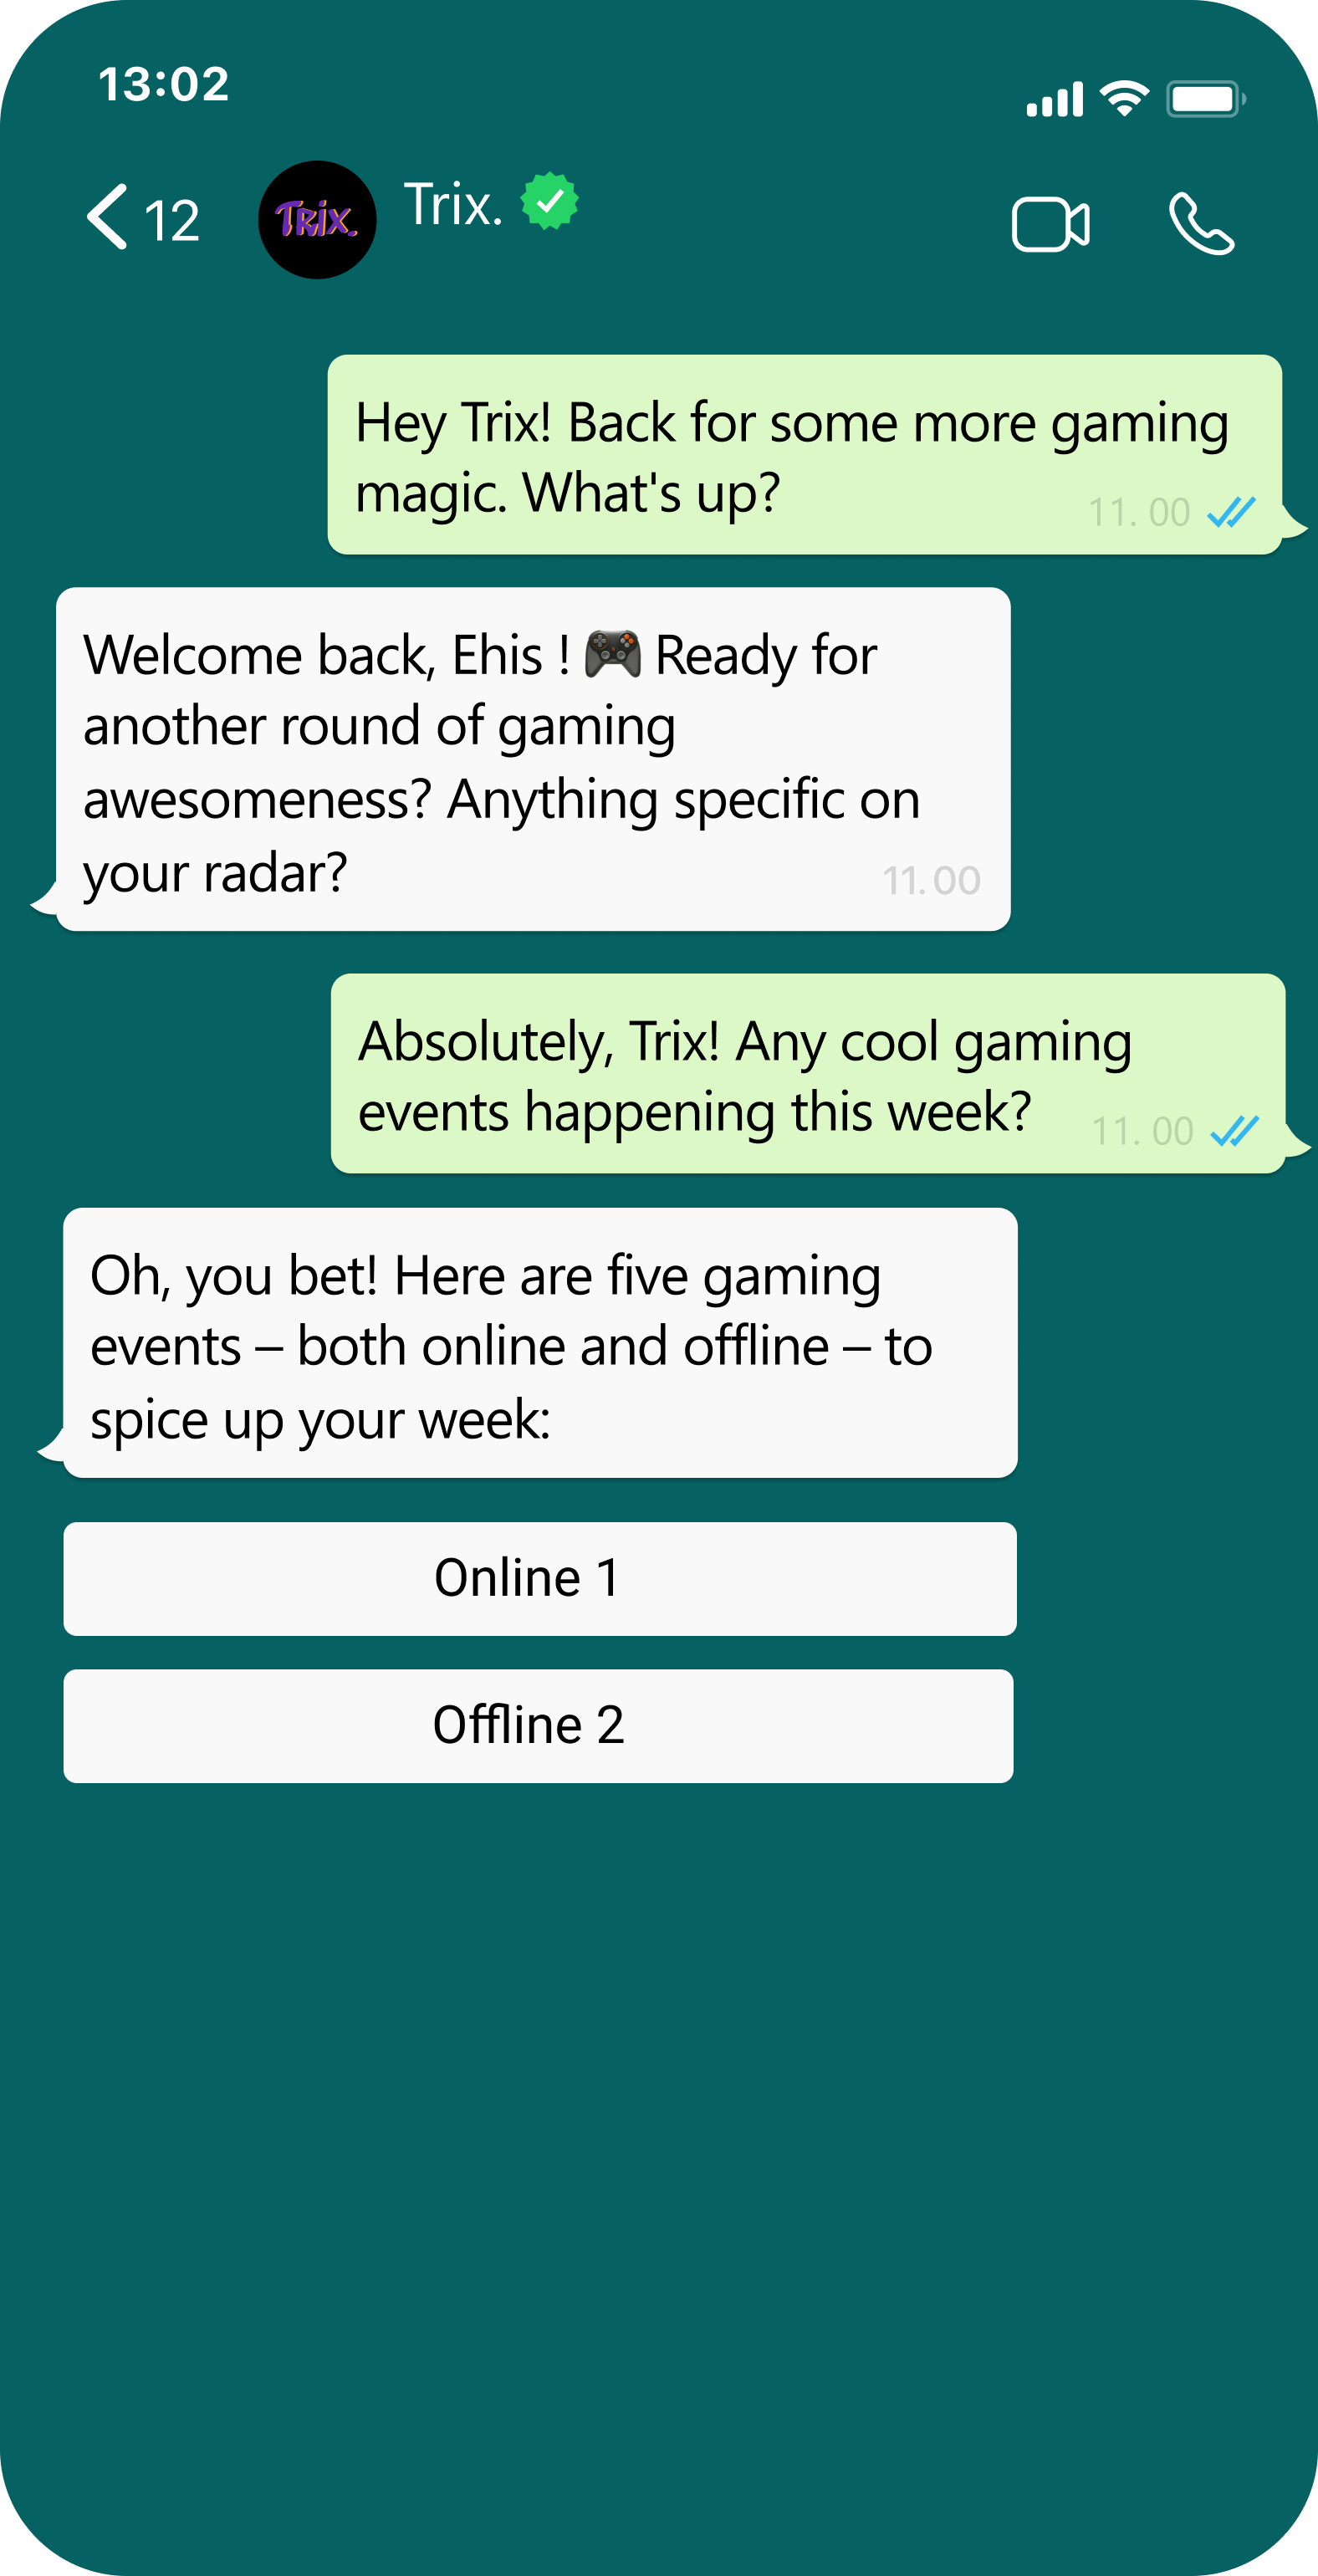 13:02
12
Trix.
Trix.
Hey Trix! Back for some more gaming
magic. What's up?
11. 00
Welcome back, Ehis ! 🎮 Ready for
another round of gaming
awesomeness? Anything specific on
your radar?
11.00
Absolutely, Trix! Any cool gaming
events happening this week?
11. 00
Oh, you bet! Here are five gaming
events – both online and offline – to
spice up your week:
Online 1
Offline 2